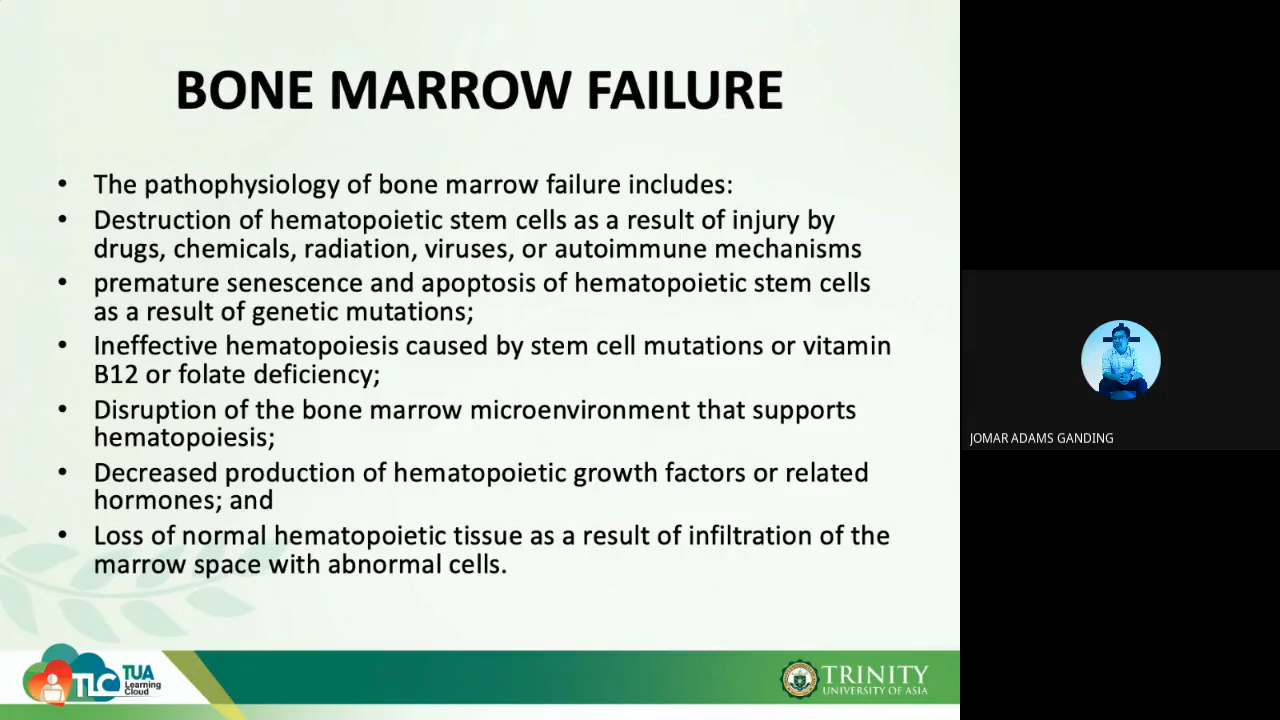 BONE MARROW FAILURE
• The pathophysiology of bone marrow failure includes:
• Destruction of hematopoietic stem cells as a result of injury by
drugs, chemicals, radiation, viruses, or autoimmune mechanisms
• premature senescence and apoptosis of hematopoietic stem cells
as a result of genetic mutations;
• Ineffective hematopoiesis caused by stem cell mutations or vitamin
B12 or folate deficiency;
• Disruption of the bone marrow microenvironment that supports
hematopoiesis;
• Decreased production of hematopoietic growth factors or related
hormones; and
• Loss of normal hematopoietic tissue as a result of infiltration of the
marrow space with abnormal cells.
JOMAR ADAMS GANDING
TLC
TUA
Learning
Cloud
TRINITY
UNIVERSITY OF ASIA